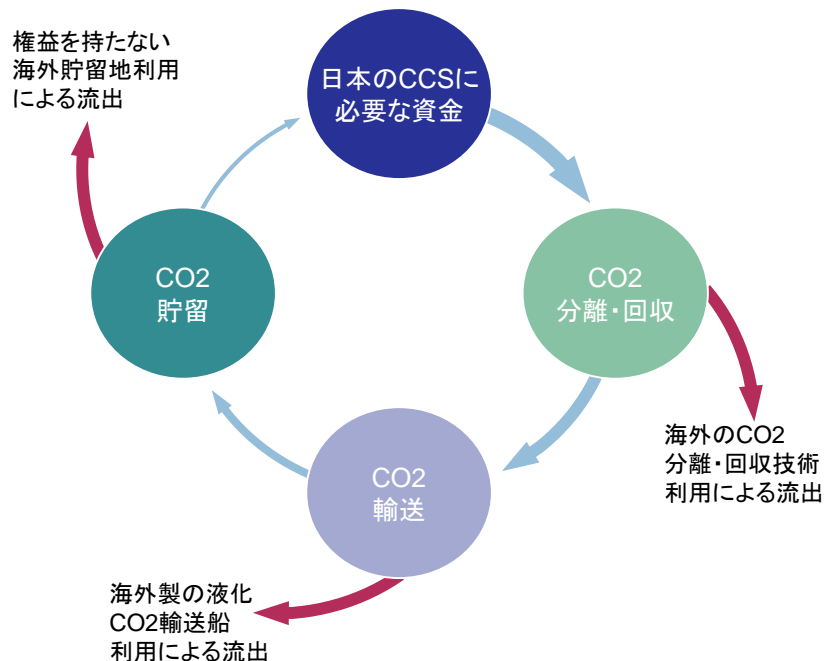 権益を持たない
海外貯留地利用
による流出
日本のCCSに
必要な資金
CO2
貯留
CO2
分離・回収
海外のCO2
分離・回収技術
利用による流出
CO2
輸送
海外製の液化
CO2輸送船
利用による流出